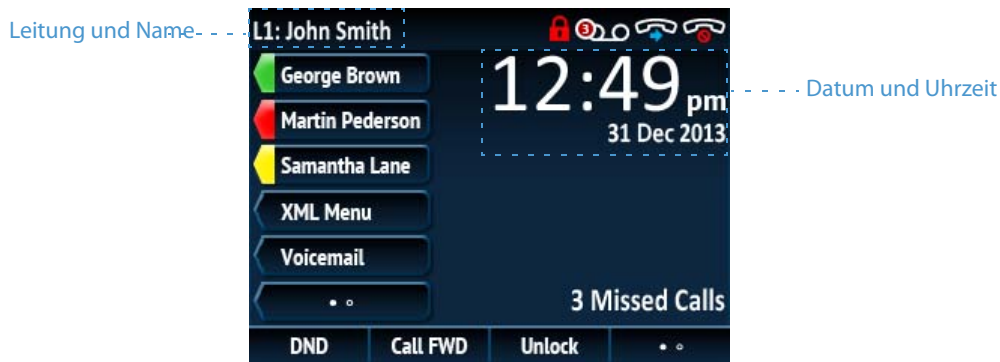 Leitung und Name
L1: John Smith
3
George Brown
12:49 pm
Datum und Uhrzeit
Martin Pederson
31 Dec 2013
Samantha Lane
XML Menu
Voicemail
3 Missed Calls
DND
Call FWD
Unlock